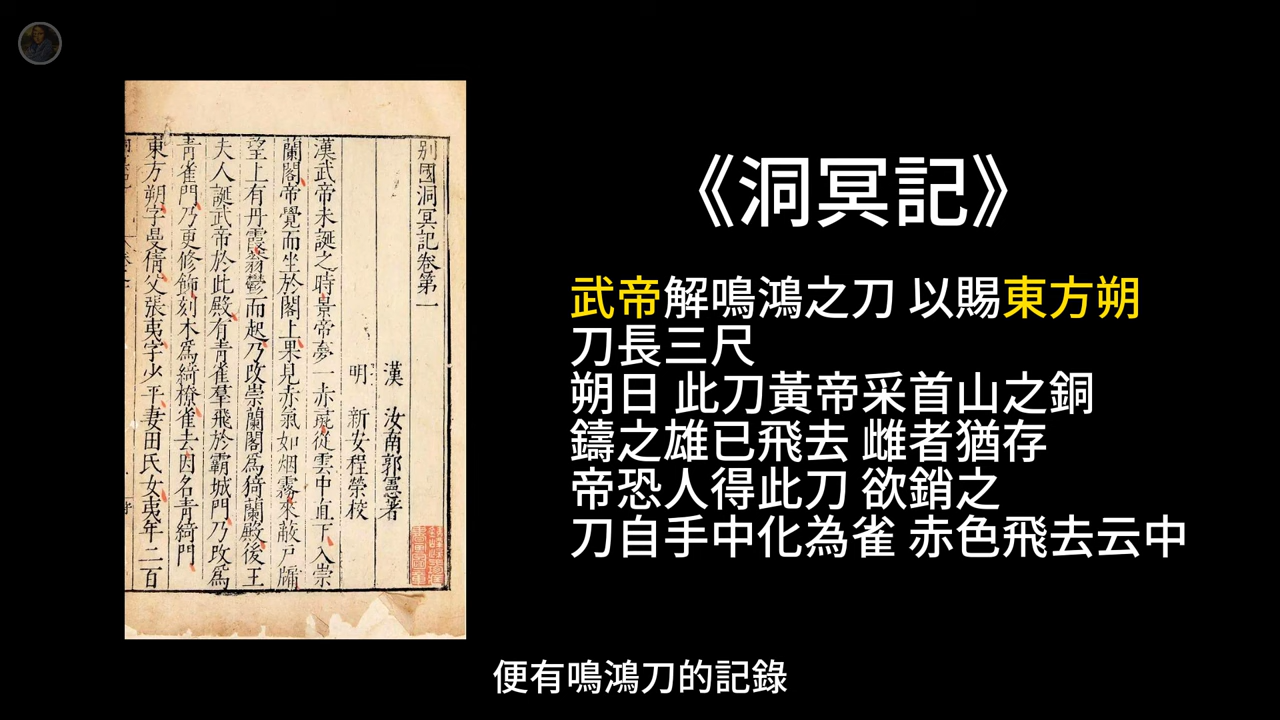 別國洞冥記卷第一
漢 汝南郭憲著
明 新安程榮校
漢武帝未誕之時景帝夢一赤彘從雲中直下入崇
蘭閣帝覺而坐於閣上果見赤氣如烟霧來蔽戶牖
望上有丹霞蓊鬱而起乃改崇蘭閣為猗蘭殿後王
夫人誕武帝於此殿有青雀羣飛於霸城門乃改為
青雀門乃更修飾刻木為綺橑雀去因名青綺門
東方朔字曼倩父張夷字少平妻田氏女夷年二百
《洞冥記》
武帝解鳴鴻之刀 以賜東方朔
刀長三尺
朔日 此刀黃帝采首山之銅
鑄之雄已飛去 雌者猶存
帝恐人得此刀 欲銷之
刀自手中化為雀 赤色飛去云中
便有鳴鴻刀的記錄